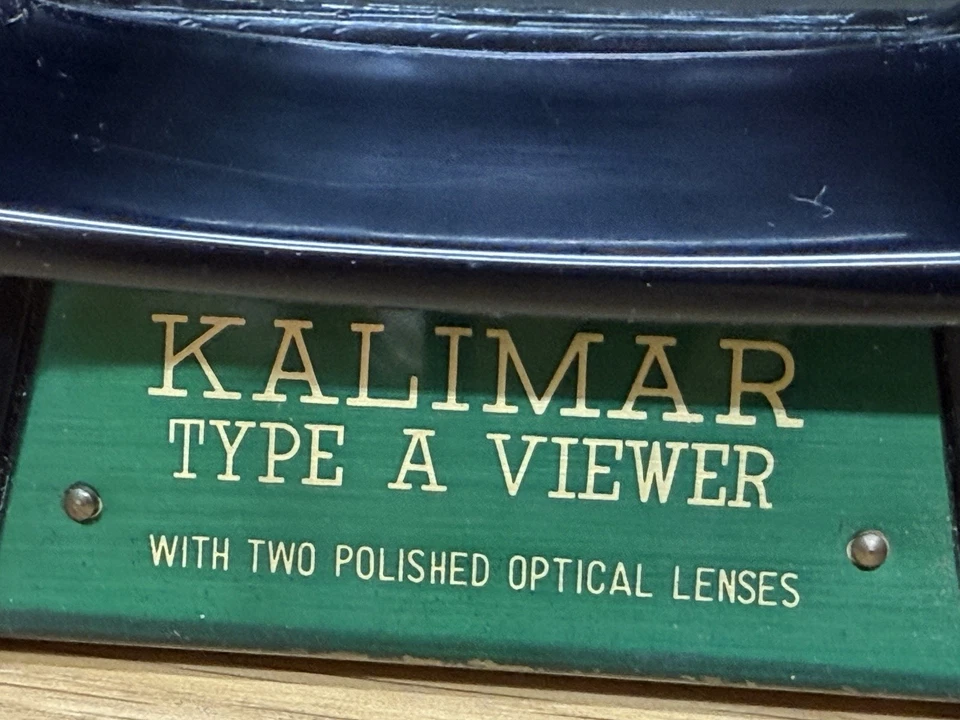 KALIMAR
TYPE A VIEWER
WITH TWO POLISHED OPTICAL LENSES